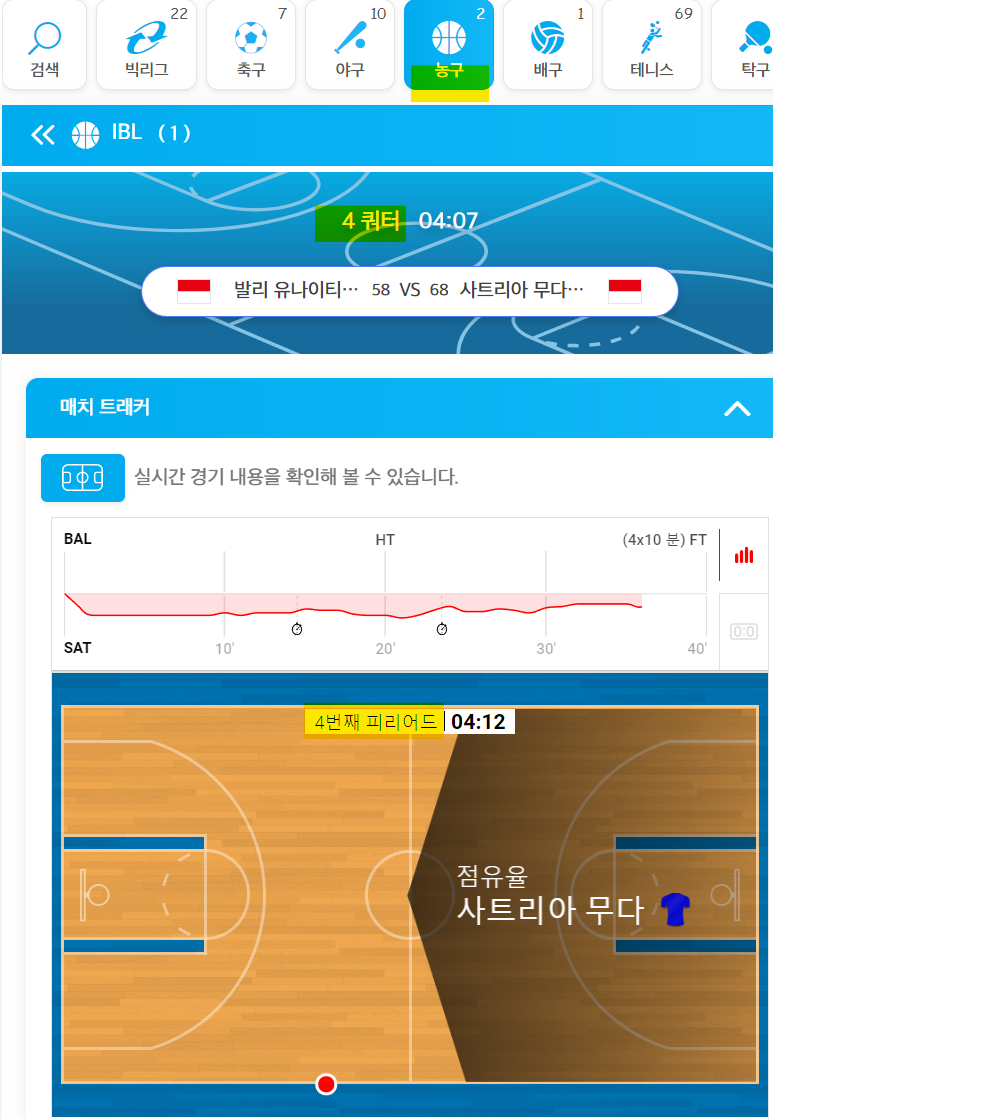 22
7
10
2
1
69
검색
빅리그
축구
야구
농구
배구
테니스
탁구
IBL ( 1 )
4 쿼터 04:07
발리 유나이티… 58 VS 68 사트리아 무다…
매치 트래커
실시간 경기 내용을 확인해 볼 수 있습니다.
BAL HT (4x10 분) FT
SAT 10' 20' 30' 40'
0:0
4번째 피리어드 04:12
점유율
사트리아 무다